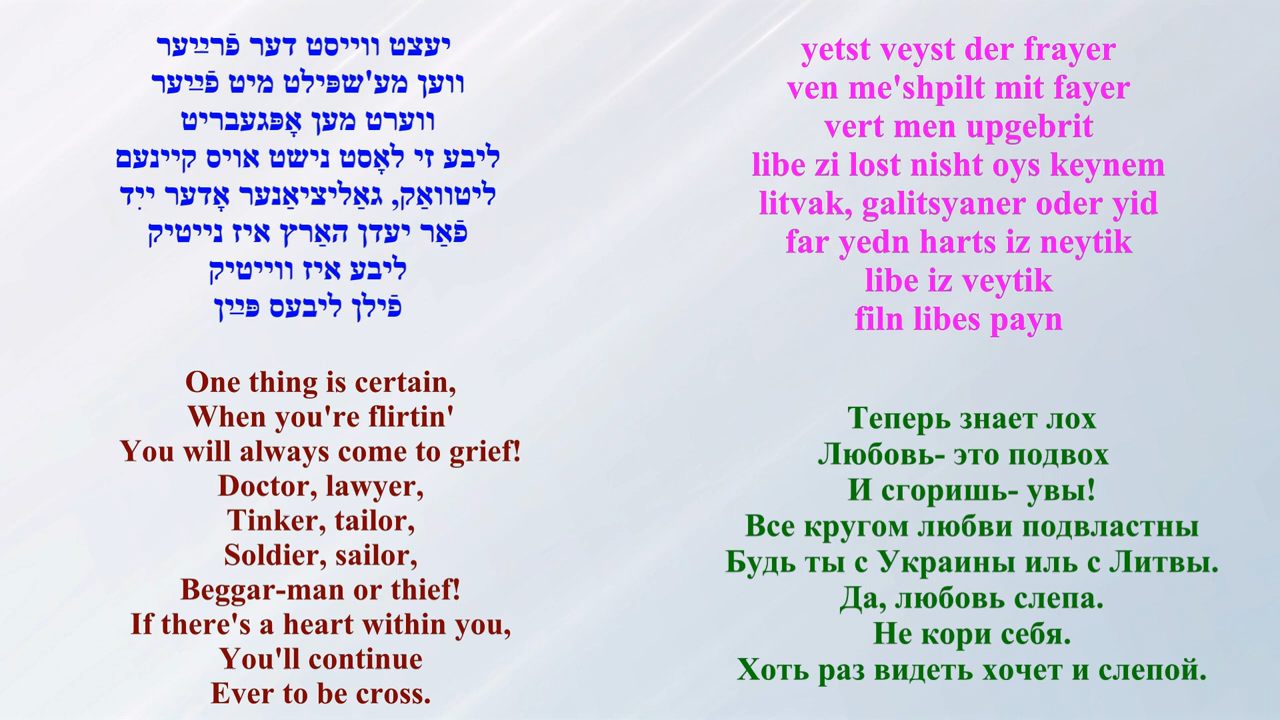 יעצט ווייסט דער פֿרײַער
ווען מע'שפּילט מיט פֿײַער
ווערט מען אָפּגעבריט
ליבע זי לאָסט נישט אויס קיינעם
ליטוואַק, גאַליציאַנער אָדער ייִד
פֿאַר יעדן האַרץ איז נייטיק
ליבע איז ווייטיק
פֿילן ליבעס פּײַן
yetst veyst der frayer
ven me'shpilt mit fayer
vert men upgebrit
libe zi lost nisht oys keynem
litvak, galitsyaner oder yid
far yedn harts iz neytik
libe iz veytik
filn libes payn
One thing is certain,
When you're flirtin'
You will always come to grief!
Doctor, lawyer,
Tinker, tailor,
Soldier, sailor,
Beggar-man or thief!
If there's a heart within you,
You'll continue
Ever to be cross.
Теперь знает лох
Любовь- это подвох
И сгоришь- увы!
Все кругом любви подвластны
Будь ты с Украины иль с Литвы.
Да, любовь слепа.
Не кори себя.
Хоть раз видеть хочет и слепой.